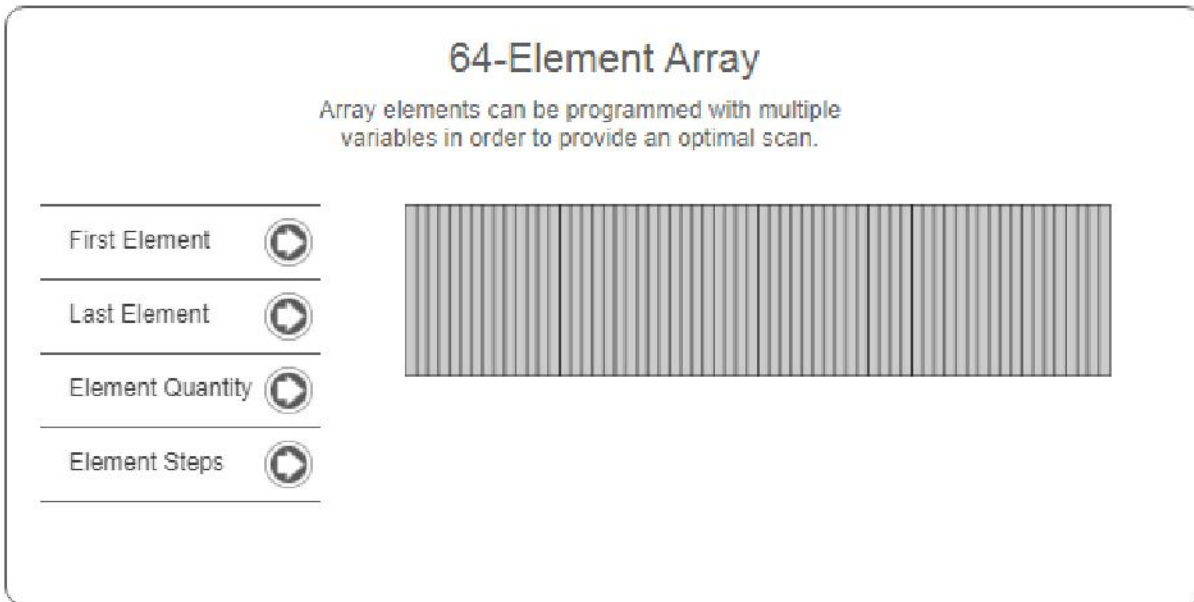 64-Element Array
Array elements can be programmed with multiple
variables in order to provide an optimal scan.
First Element
Last Element
Element Quantity
Element Steps